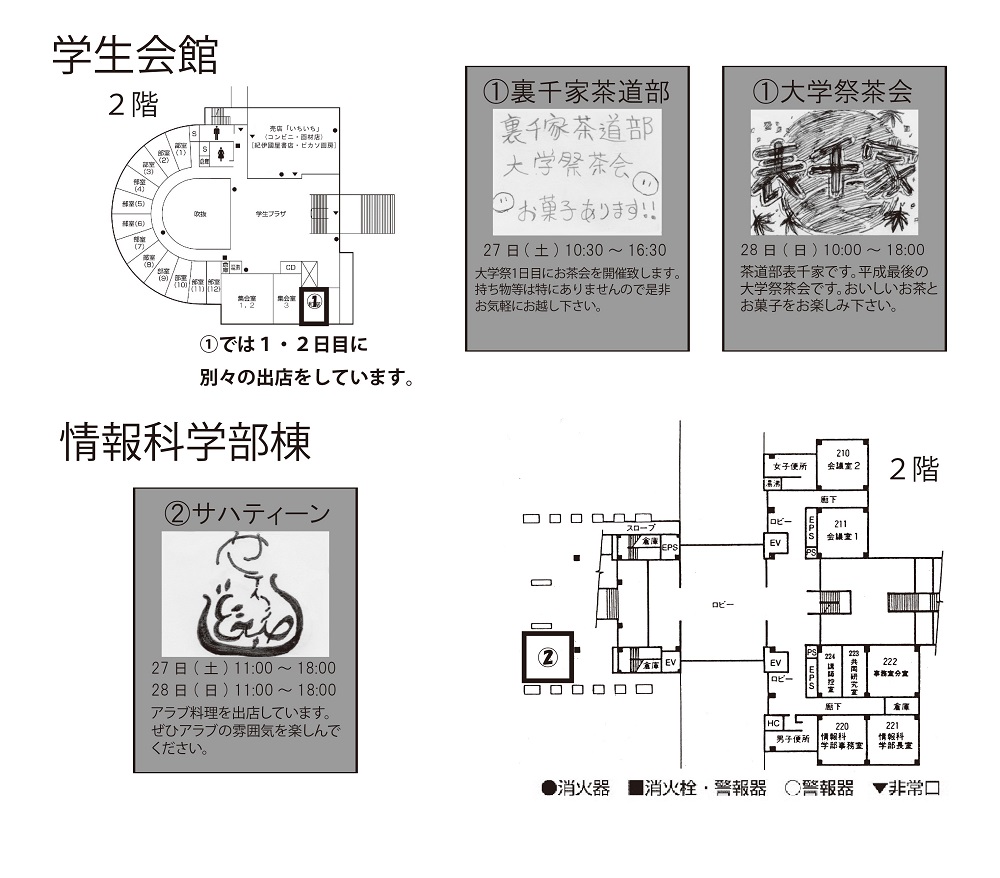 学生会館
２階
売店「いちいち」
（コンビニ・画材店）
［紀伊國屋書店・ピカソ画房］
S
S
部室
(1)
部室
(2)
部室
(3)
部室
(4)
部室(5)
部室(6)
部室
(7)
部室
(8)
部室
(9)
部室
(10)
部室
(11)
部室
(12)
吹抜
学生プラザ
CD
集会室
1，2
集会室
3
①
①では１・２日目に
別々の出店をしています。
①裏千家茶道部
裏千家茶道部
大学祭茶会
お菓子あります!!
27 日 ( 土 ) 10:30 ～ 16:30
大学祭1日目にお茶会を開催致します。
持ち物等は特にありませんので是非
お気軽にお越し下さい。
①大学祭茶会
表千家
28 日 ( 日 ) 10:00 ～ 18:00
茶道部表千家です。平成最後の
大学祭茶会です。おいしいお茶と
お菓子をお楽しみ下さい。
情報科学部棟
②サハティーン
27 日 ( 土 ) 11:00 ～ 18:00
28 日 ( 日 ) 11:00 ～ 18:00
アラブ料理を出店しています。
ぜひアラブの雰囲気を楽しんで
ください。
２階
210
会議室２
女子便所
湯沸
廊下
ロビー
EPS
211
会議室１
EV
PS
スロープ
倉庫
EPS
ロビー
②
倉庫
EV
EV
ロビー
PS
EPS
224
講師控室
223
共同研究室
222
事務室分室
廊下
倉庫
HC
男子便所
220
情報科
学部事務室
221
情報科
学部長室
●消火器 ■消火栓・警報器 ○警報器 ▼非常口